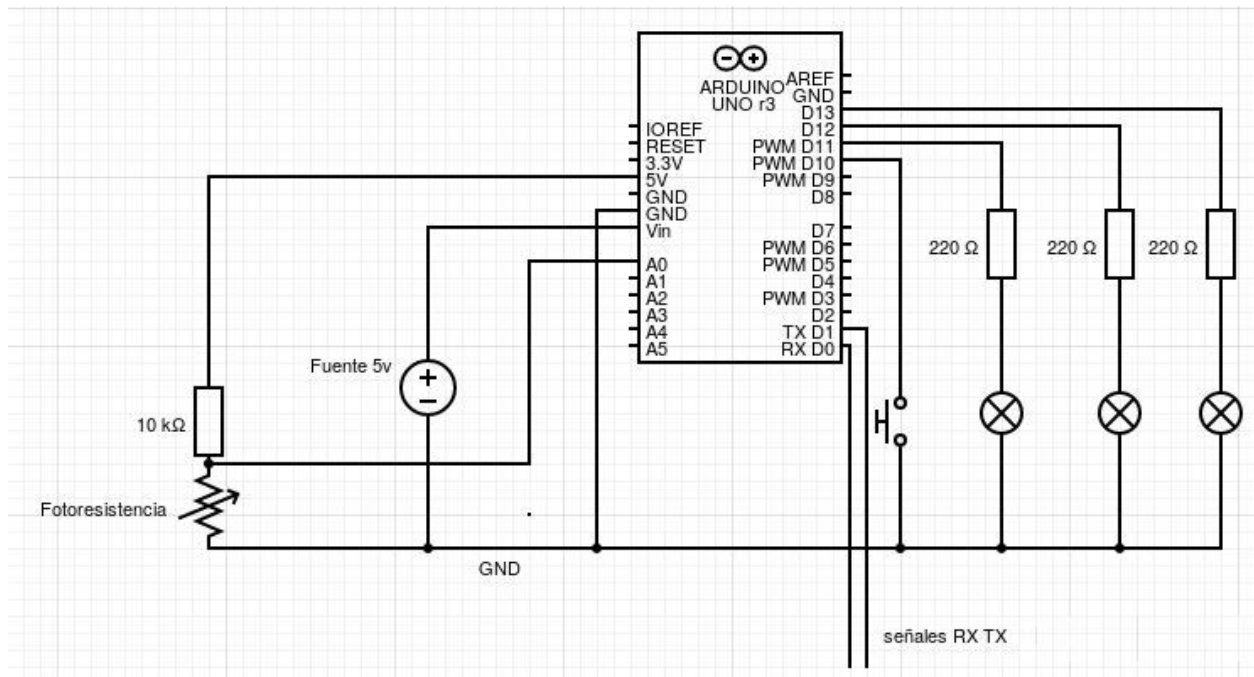 ARDUINO
UNO r3
AREF
GND
D13
D12
PWM D11
PWM D10
PWM D9
D8
D7
PWM D6
PWM D5
D4
PWM D3
D2
TX D1
RX D0
IOREF
RESET
3.3V
5V
GND
GND
Vin
A0
A1
A2
A3
A4
A5
220 Ω
220 Ω
220 Ω
Fuente 5v
10 kΩ
Fotoresistencia
GND
señales RX TX